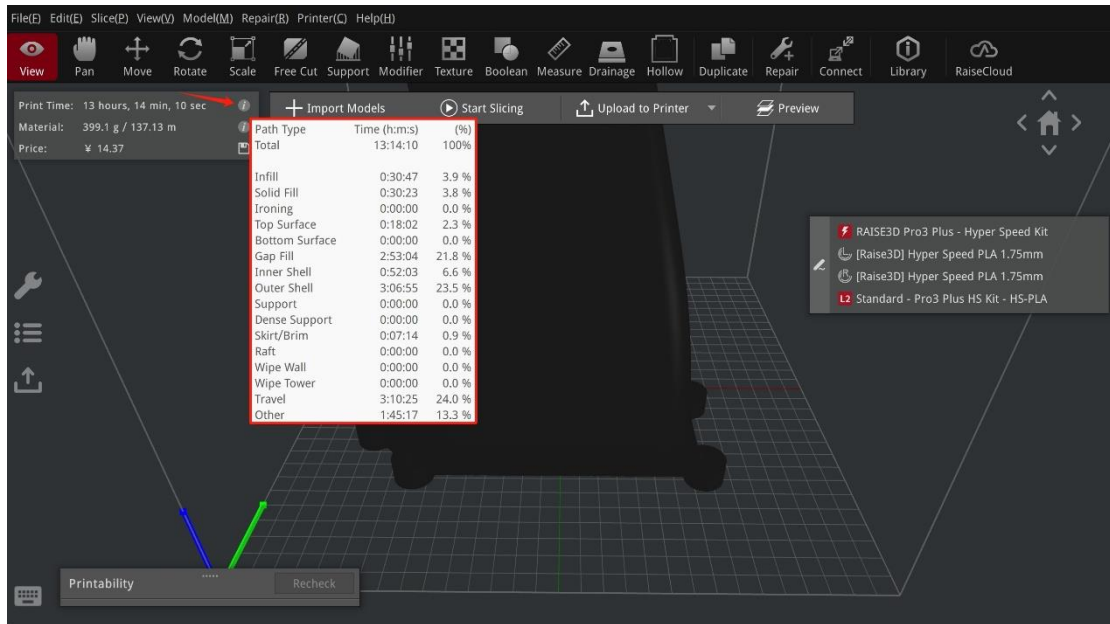 File(F) Edit(E) Slice(P) View(V) Model(M) Repair(R) Printer(C) Help(H)
View Pan Move Rotate Scale Free Cut Support Modifier Texture Boolean Measure Drainage Hollow Duplicate Repair Connect Library RaiseCloud
Print Time: 13 hours, 14 min, 10 sec
Material: 399.1 g / 137.13 m
Price: ¥ 14.37
Import Models Start Slicing Upload to Printer Preview
Path Type Time (h:m:s) (%)
Total 13:14:10 100%
Infill 0:30:47 3.9 %
Solid Fill 0:30:23 3.8 %
Ironing 0:00:00 0.0 %
Top Surface 0:18:02 2.3 %
Bottom Surface 0:00:00 0.0 %
Gap Fill 2:53:04 21.8 %
Inner Shell 0:52:03 6.6 %
Outer Shell 3:06:55 23.5 %
Support 0:00:00 0.0 %
Dense Support 0:00:00 0.0 %
Skirt/Brim 0:07:14 0.9 %
Raft 0:00:00 0.0 %
Wipe Wall 0:00:00 0.0 %
Wipe Tower 0:00:00 0.0 %
Travel 3:10:25 24.0 %
Other 1:45:17 13.3 %
RAISE3D Pro3 Plus - Hyper Speed Kit
L [Raise3D] Hyper Speed PLA 1.75mm
R [Raise3D] Hyper Speed PLA 1.75mm
L2 Standard - Pro3 Plus HS Kit - HS-PLA
Printability Recheck